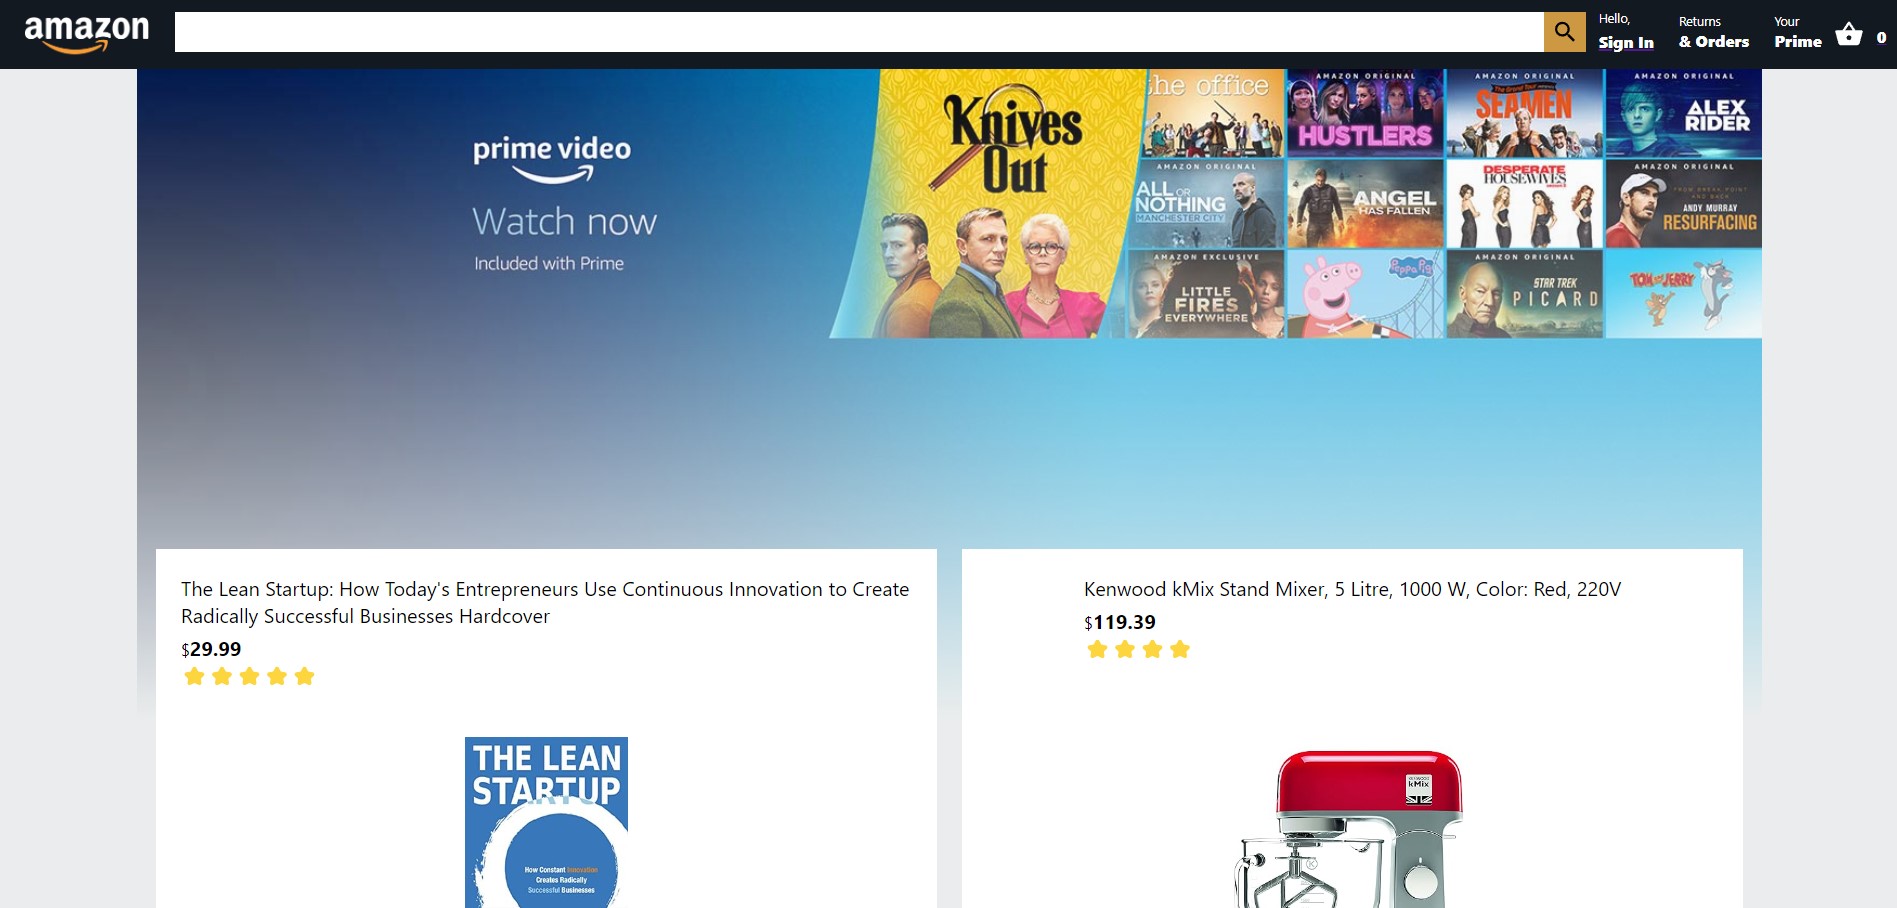 amazon
Hello,
Sign In
Returns
& Orders
Your
Prime
0
prime video
Watch now
Included with Prime
Knives
Out
the office
AMAZON ORIGINAL
HUSTLERS
AMAZON ORIGINAL
The Grand Tour
SEAMEN
AMAZON ORIGINAL
ALEX
RIDER
AMAZON ORIGINAL
ALL OR
NOTHING
MANCHESTER CITY
ANGEL
HAS FALLEN
DESPERATE
HOUSEWIVES
AMAZON ORIGINAL
FROM BREAK POINT
AND BACK
ANDY MURRAY
RESURFACING
AMAZON EXCLUSIVE
LITTLE
FIRES
EVERYWHERE
Peppa Pig
AMAZON ORIGINAL
STAR TREK
PICARD
TOM and JERRY
The Lean Startup: How Today's Entrepreneurs Use Continuous Innovation to Create
Radically Successful Businesses Hardcover
$29.99
THE LEAN
STARTUP
How Constant Innovation
Creates Radically
Successful Businesses
Kenwood kMix Stand Mixer, 5 Litre, 1000 W, Color: Red, 220V
$119.39
KENWOOD
kMix